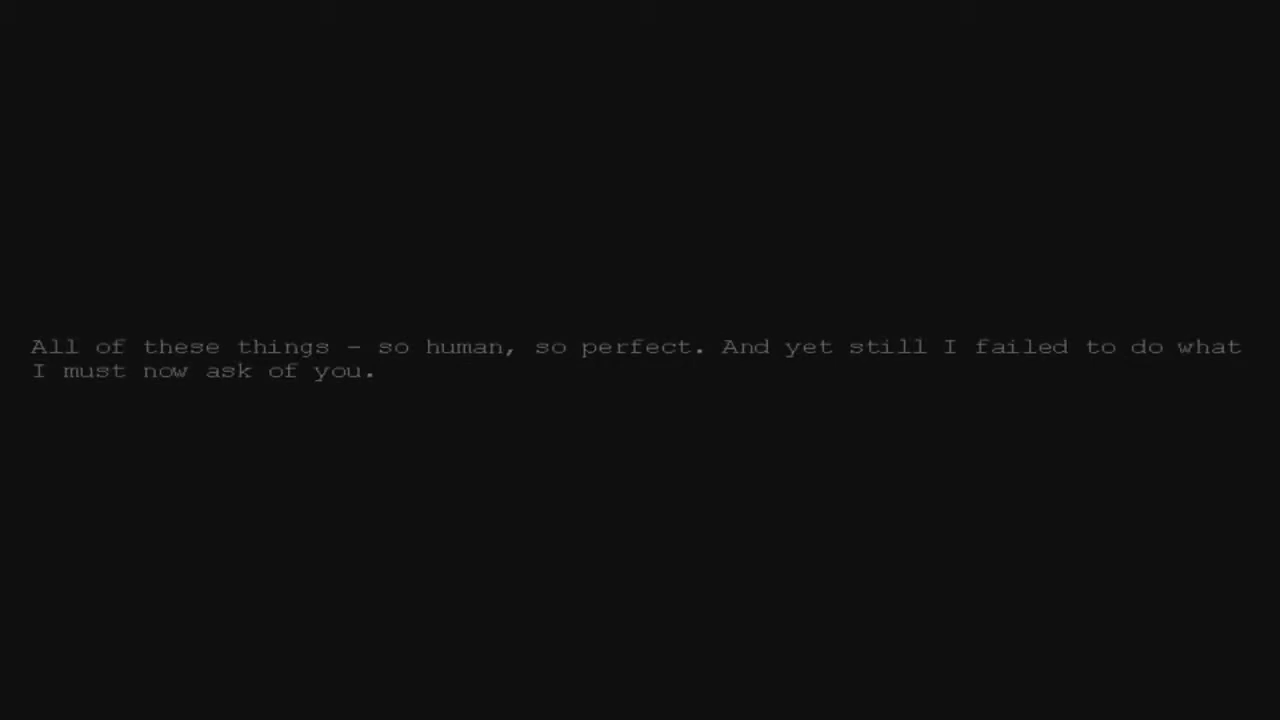 All of these things - so human, so perfect. And yet still I failed to do what
I must now ask of you.